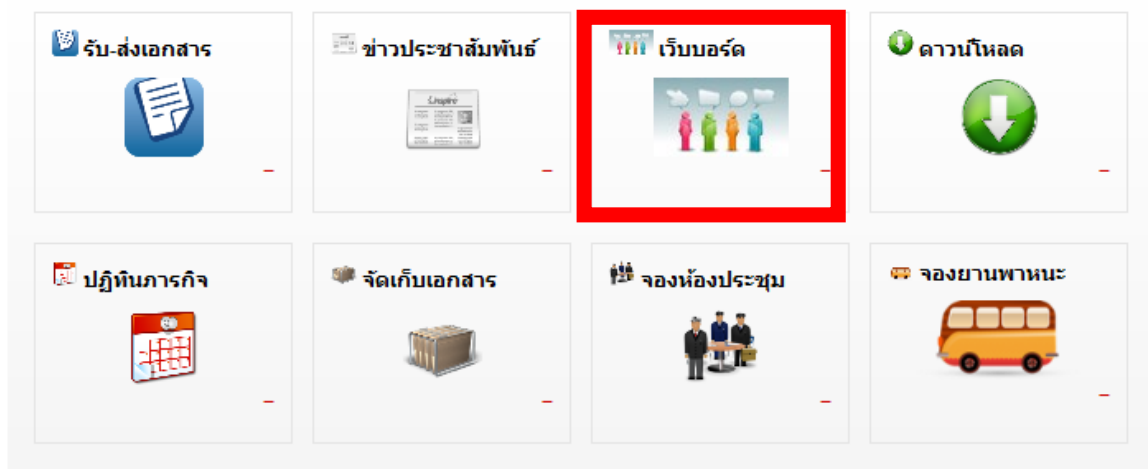 รับ-ส่งเอกสาร
ข่าวประชาสัมพันธ์
เว็บบอร์ด
ดาวน์โหลด
ปฏิทินภารกิจ
จัดเก็บเอกสาร
จองห้องประชุม
จองยานพาหนะ